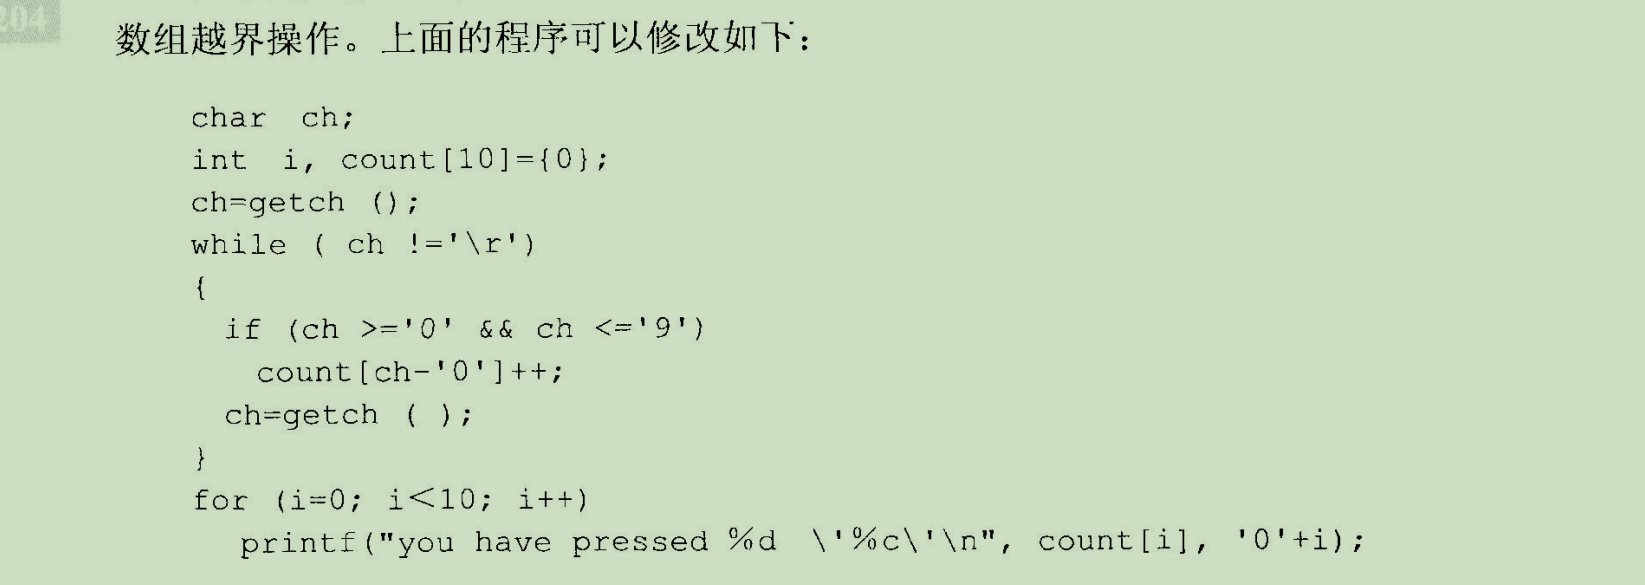 204
数组越界操作。上面的程序可以修改如下：
char  ch;
int  i, count[10]={0};
ch=getch ();
while ( ch !='\r')
{
if (ch >='0' && ch <='9')
count[ch-'0']++;
ch=getch ( );
}
for (i=0; i<10; i++)
printf("you have pressed %d  \'%c\'\n", count[i], '0'+i);